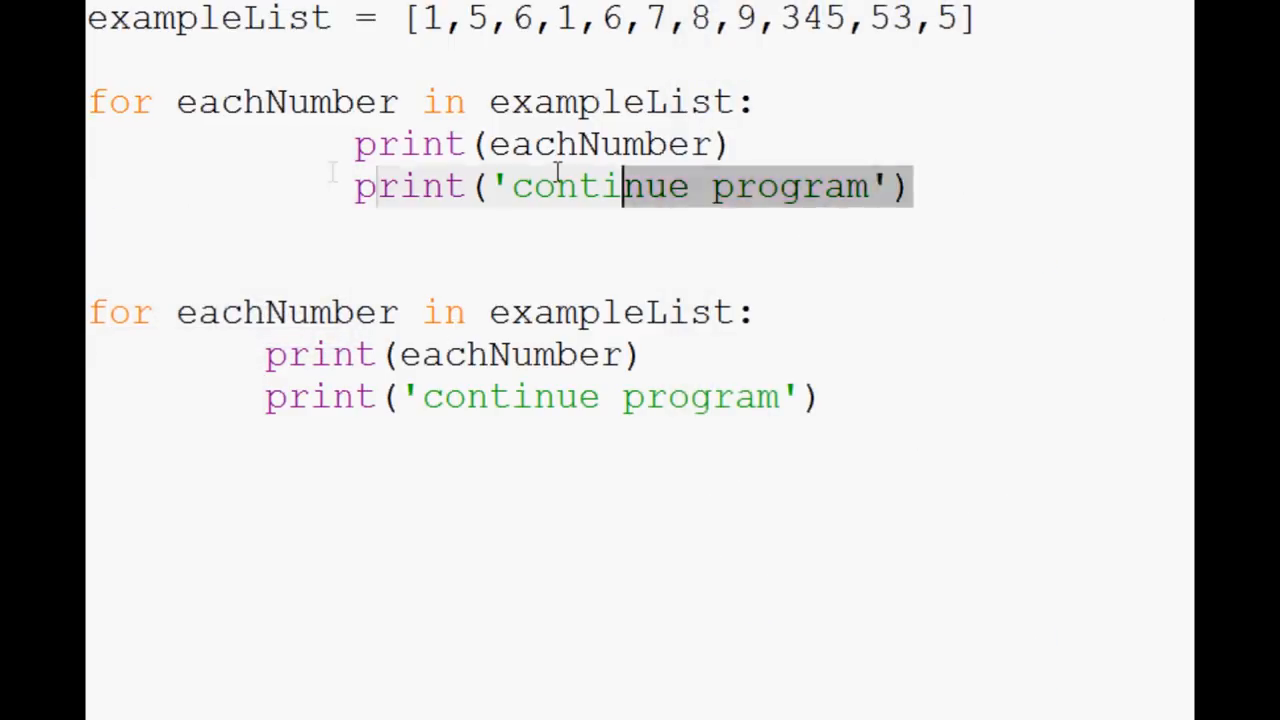 exampleList = [1,5,6,1,6,7,8,9,345,53,5]
for eachNumber in exampleList:
print(eachNumber)
print('continue program')
for eachNumber in exampleList:
print(eachNumber)
print('continue program')